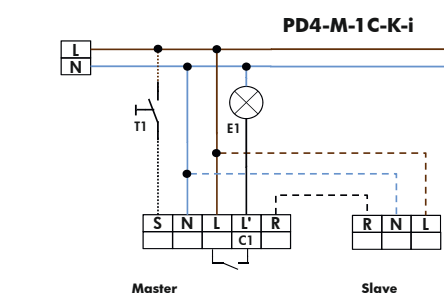 PD4-M-1C-K-i
L
N
T1
E1
S N L L' R
C1
R N L
Master
Slave